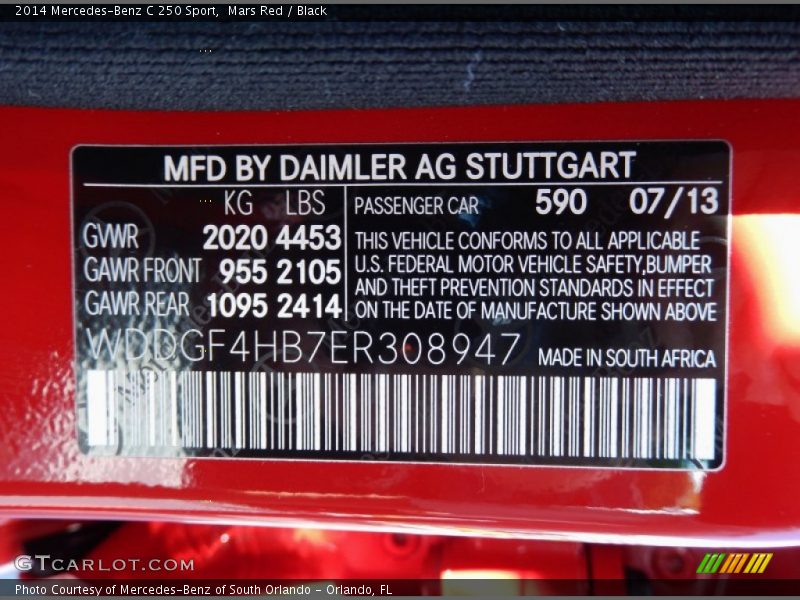 2014 Mercedes-Benz C 250 Sport,  Mars Red / Black
MFD BY DAIMLER AG STUTTGART
KG LBS
GVWR 2020 4453
GAWR FRONT 955 2105
GAWR REAR 1095 2414
PASSENGER CAR 590 07/13
THIS VEHICLE CONFORMS TO ALL APPLICABLE
U.S. FEDERAL MOTOR VEHICLE SAFETY,BUMPER
AND THEFT PREVENTION STANDARDS IN EFFECT
ON THE DATE OF MANUFACTURE SHOWN ABOVE
WDDGF4HB7ER308947 MADE IN SOUTH AFRICA
GTCARLOT.COM
Photo Courtesy of Mercedes-Benz of South Orlando - Orlando, FL